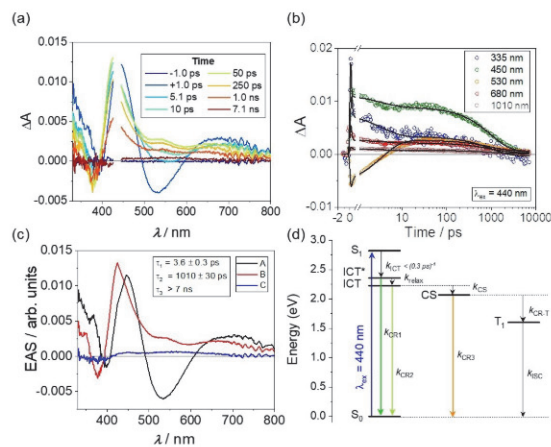 (a)
0.015
0.010
0.005
0.000
-0.005
ΔA
Time
-1.0 ps
+1.0 ps
5.1 ps
10 ps
50 ps
250 ps
1.0 ns
7.1 ns
400 500 600 700 800
λ / nm
(b)
0.02
0.01
0.00
-0.01
ΔA
335 nm
450 nm
530 nm
680 nm
1010 nm
λex = 440 nm
-2 0 10 100 1000 10000
Time / ps
(c)
0.015
0.010
0.005
0.000
-0.005
EAS / arb. units
τ1 = 3.6 ± 0.3 ps
τ2 = 1010 ± 30 ps
τ3 > 7 ns
A
B
C
400 500 600 700 800
λ / nm
(d)
3.0
2.5
2.0
1.5
1.0
0.5
0.0
Energy (eV)
S1
ICT*
ICT
kICT < (0.3 ps)-1
krelax
kCS
CS
kCR-T
T1
λex = 440 nm
kCR1
kCR2
kCR3
kISC
S0